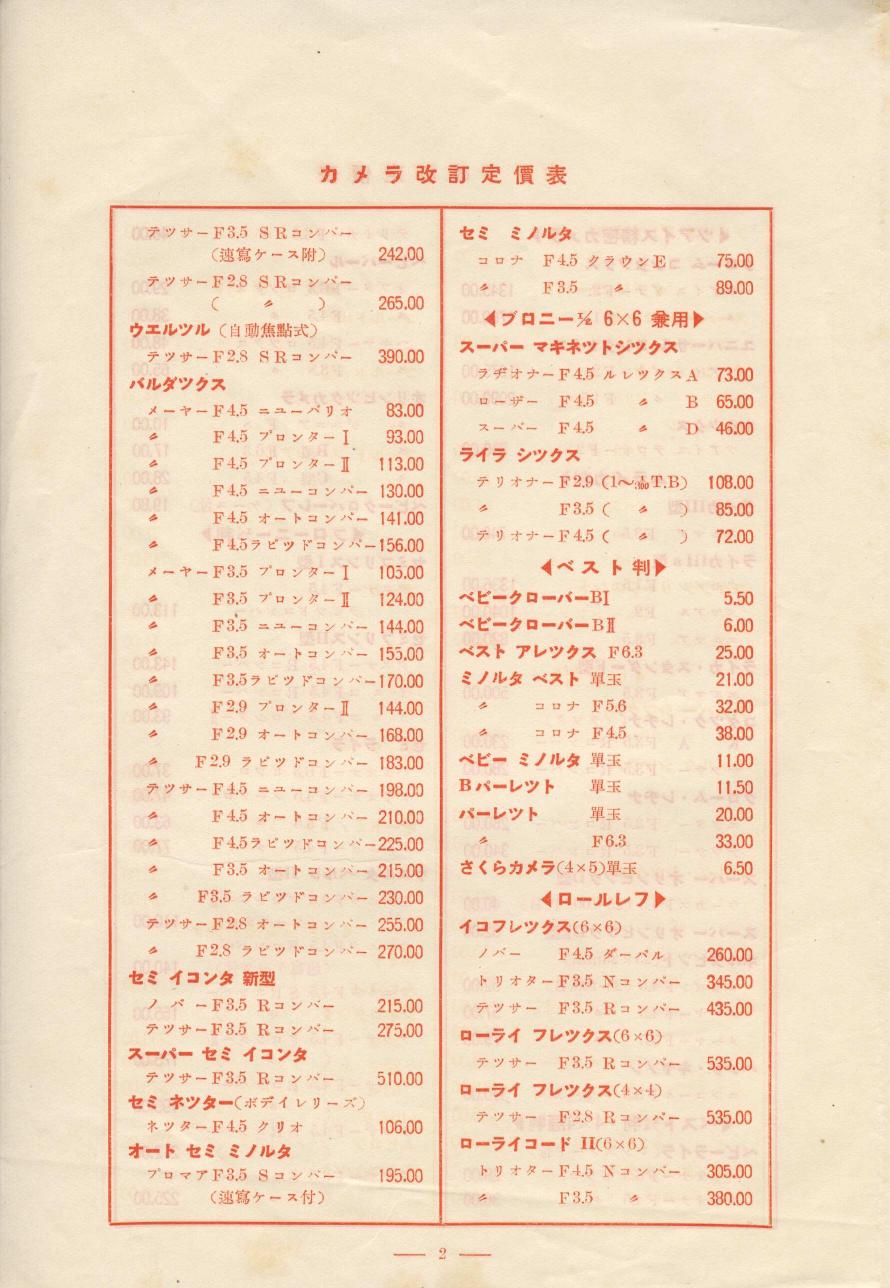 カメラ改訂定價表
テツサーF3.5 SRコンパー
(速寫ケース附) 242.00
テツサーF2.8 SRコンパー
( 〃 ) 265.00
ウエルツル (自動焦點式)
テツサーF2.8 SRコンパー 390.00
バルダツクス
メーヤーF4.5 ニューバリオ 83.00
〃 F4.5 プロンターI 93.00
〃 F4.5 プロンターII 113.00
〃 F4.5 ニューコンパー 130.00
〃 F4.5 オートコンパー 141.00
〃 F4.5ラピツドコンパー156.00
メーヤーF3.5 プロンターI 105.00
〃 F3.5 プロンターII 124.00
〃 F3.5 ニューコンパー 144.00
〃 F3.5 オートコンパー 155.00
〃 F3.5ラピツドコンパー170.00
〃 F2.9 プロンターII 144.00
〃 F2.9 オートコンパー 168.00
〃 F2.9 ラピツドコンパー 183.00
テツサーF4.5 ニューコンパー 198.00
〃 F4.5 オートコンパー 210.00
〃 F4.5ラピツドコンパー225.00
〃 F3.5 オートコンパー 215.00
〃 F3.5 ラピツドコンパー 230.00
テツサーF2.8 オートコンパー 255.00
〃 F2.8 ラピツドコンパー 270.00
セミ イコンタ 新型
ノバーF3.5 Rコンパー 215.00
テツサーF3.5 Rコンパー 275.00
スーパー セミ イコンタ
テツサーF3.5 Rコンパー 510.00
セミ ネツター(ボデイレリーズ)
ネツターF4.5 クリオ 106.00
オート セミ ミノルタ
プロマアF3.5 Sコンパー 195.00
(速寫ケース付)
セミ ミノルタ
コロナ F4.5 クラウンE 75.00
〃 F3.5 〃 89.00
◀ブロニー½ 6×6 兼用▶
スーパー マキネツトシツクス
ラヂオナーF4.5 ルレツクスA 73.00
ローザー F4.5 〃 B 65.00
スーパー F4.5 〃 D 46.00
ライラ シツクス
テリオナーF2.9 (1〜1/300T.B) 108.00
〃 F3.5 ( 〃 ) 85.00
テリオナーF4.5 ( 〃 ) 72.00
◀ベスト判▶
ベビークローバーBI 5.50
ベビークローバーBII 6.00
ベスト アレツクス F6.3 25.00
ミノルタ ベスト 單玉 21.00
〃 コロナ F5.6 32.00
〃 コロナ F4.5 38.00
ベビー ミノルタ 單玉 11.00
Bパーレツト 單玉 11.50
パーレツト 單玉 20.00
〃 F6.3 33.00
さくらカメラ(4×5)單玉 6.50
◀ロールレフ▶
イコフレツクス(6×6)
ノバー F4.5 ダーバル 260.00
トリオターF3.5 Nコンパー 345.00
テツサー F3.5 Rコンパー 435.00
ローライ フレツクス(6×6)
テツサー F3.5 Rコンパー 535.00
ローライ フレツクス(4×4)
テツサー F2.8 Rコンパー 535.00
ローライコード II(6×6)
トリオターF4.5 Nコンパー 305.00
〃 F3.5 〃 380.00
— 2 —